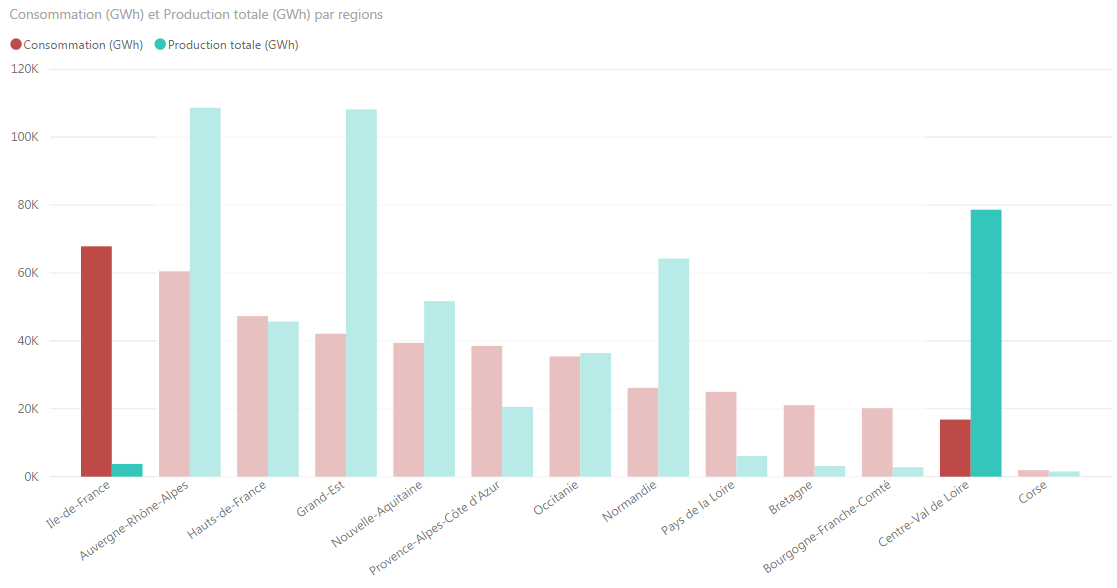 Consommation (GWh) et Production totale (GWh) par regions
Consommation (GWh) Production totale (GWh)
120K
100K
80K
60K
40K
20K
0K
Ile-de-France
Auvergne-Rhône-Alpes
Hauts-de-France
Grand-Est
Nouvelle-Aquitaine
Provence-Alpes-Côte d'Azur
Occitanie
Normandie
Pays de la Loire
Bretagne
Bourgogne-Franche-Comté
Centre-Val de Loire
Corse